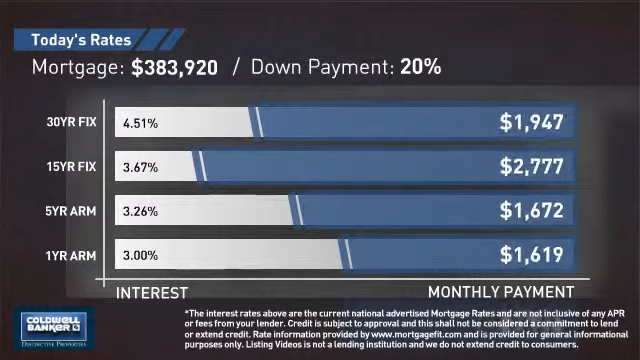 Today's Rates
Mortgage: $383,920 / Down Payment: 20%
30YR FIX 4.51% $1,947
15YR FIX 3.67% $2,777
5YR ARM 3.26% $1,672
1YR ARM 3.00% $1,619
INTEREST MONTHLY PAYMENT
COLDWELL
BANKER
DISTINCTIVE PROPERTIES
*The interest rates above are the current national advertised Mortgage Rates and are not inclusive of any APR
or fees from your lender. Credit is subject to approval and this shall not be considered a commitment to lend
or extend credit. Rate information provided by www.mortgagefit.com and is provided for general informational
purposes only. Listing Videos is not a lending institution and we do not extend credit to consumers.